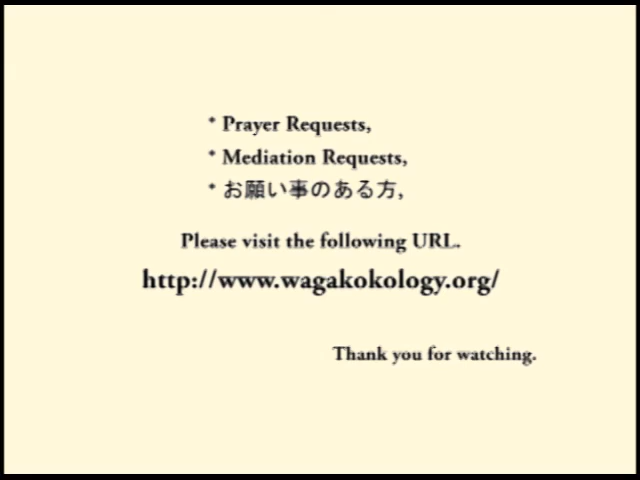 * Prayer Requests,
* Mediation Requests,
* お願い事のある方,
Please visit the following URL.
http://www.wagakokology.org/
Thank you for watching.